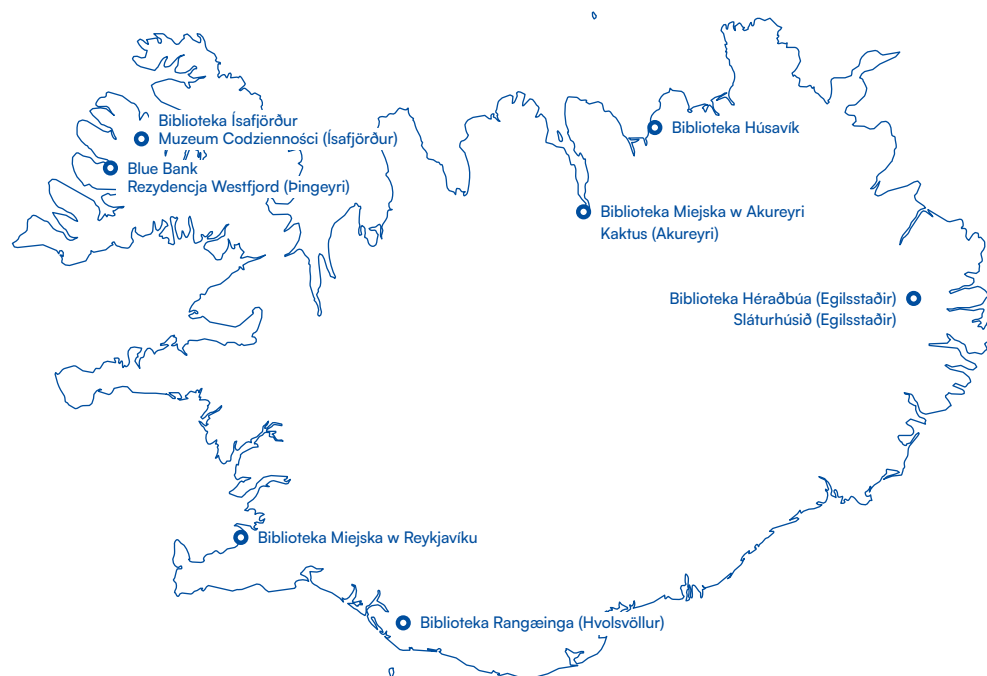 Biblioteka Ísafjörður
Muzeum Codzienności (Ísafjörður)
Blue Bank
Rezydencja Westfjord (Þingeyri)
Biblioteka Húsavík
Biblioteka Miejska w Akureyri
Kaktus (Akureyri)
Biblioteka Héraðbúa (Egilsstaðir)
Sláturhúsið (Egilsstaðir)
Biblioteka Miejska w Reykjavíku
Biblioteka Rangæinga (Hvolsvöllur)